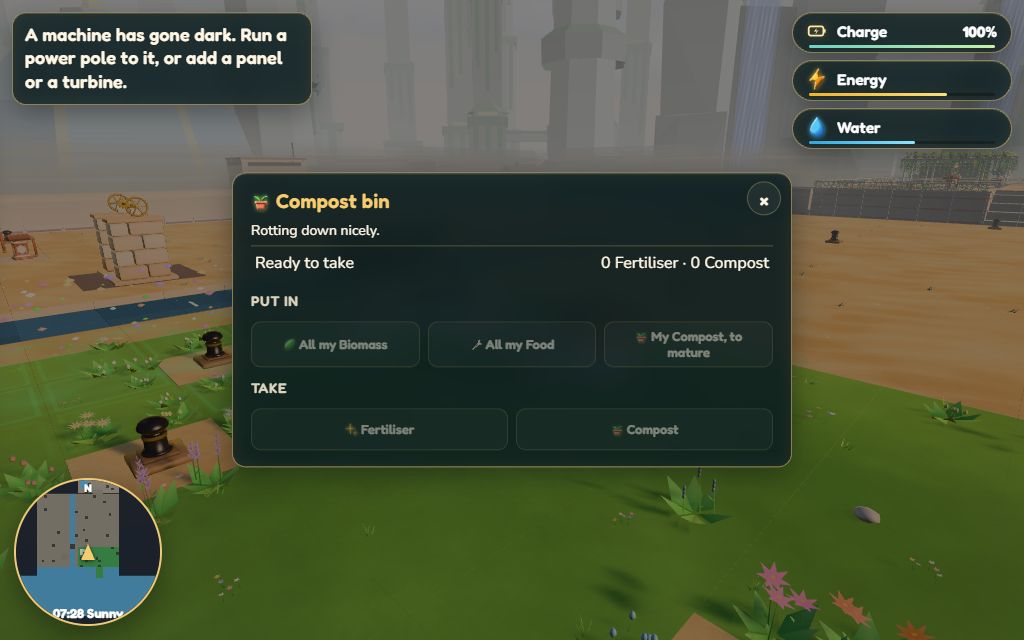 A machine has gone dark. Run a
power pole to it, or add a panel
or a turbine.
Charge 100%
Energy
Water
Compost bin
Rotting down nicely.
Ready to take 0 Fertiliser · 0 Compost
PUT IN
All my Biomass
All my Food
My Compost, to
mature
TAKE
Fertiliser
Compost
N
07:28 Sunny